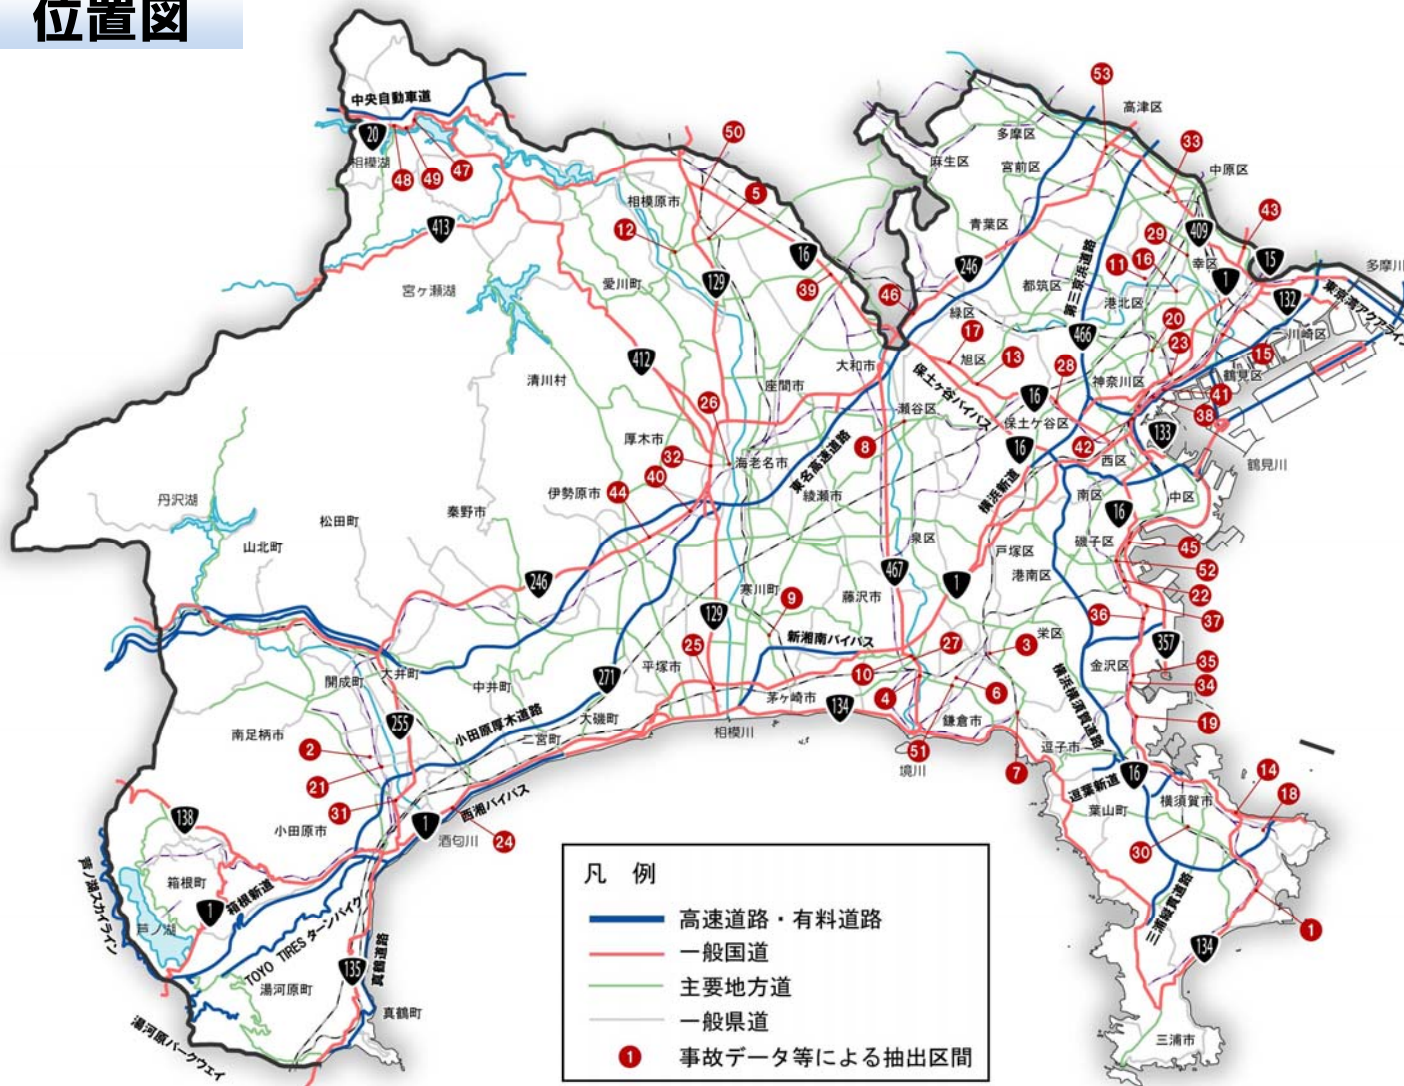 位置図
中央自動車道
20
相模湖
48
49
47
413
宮ヶ瀬湖
50
5
相模原市
12
129
16
39
愛川町
412
清川村
53
高津区
多摩区
麻生区
宮前区
33
中原区
青葉区
43
29
409
15
11
16
幸区
多摩川
246
都筑区
第三京浜道路
港北区
1
132
東京湾アクアライン
46
緑区
20
川崎区
17
旭区
13
466
23
15
28
神奈川区
鶴見区
大和市
座間市
保土ヶ谷バイパス
16
41
38
瀬谷区
保土ケ谷区
26
厚木市
8
16
42
133
32
海老名市
東名高速道路
西区
鶴見川
40
44
伊勢原市
綾瀬市
横浜新道
南区
中区
丹沢湖
松田町
秦野市
16
山北町
泉区
磯子区
45
戸塚区
港南区
52
246
467
1
22
寒川町
9
藤沢市
129
新湘南バイパス
27
3
栄区
36
37
357
25
平塚市
10
金沢区
35
34
開成町
大井町
中井町
271
4
6
横浜横須賀道路
茅ヶ崎市
134
鎌倉市
19
255
小田原厚木道路
大磯町
南足柄市
二宮町
相模川
51
境川
逗子市
2
7
21
16
逗葉新道
14
18
31
西湘バイパス
葉山町
横須賀市
138
小田原市
1
酒匂川
24
30
芦ノ湖スカイライン
箱根町
1
箱根新道
三浦縦貫道路
1
芦ノ湖
TOYO TIRES ターンパイク
134
135
真鶴道路
湯河原町
真鶴町
湯河原パークウェイ
三浦市
凡 例
高速道路・有料道路
一般国道
主要地方道
一般県道
1 事故データ等による抽出区間